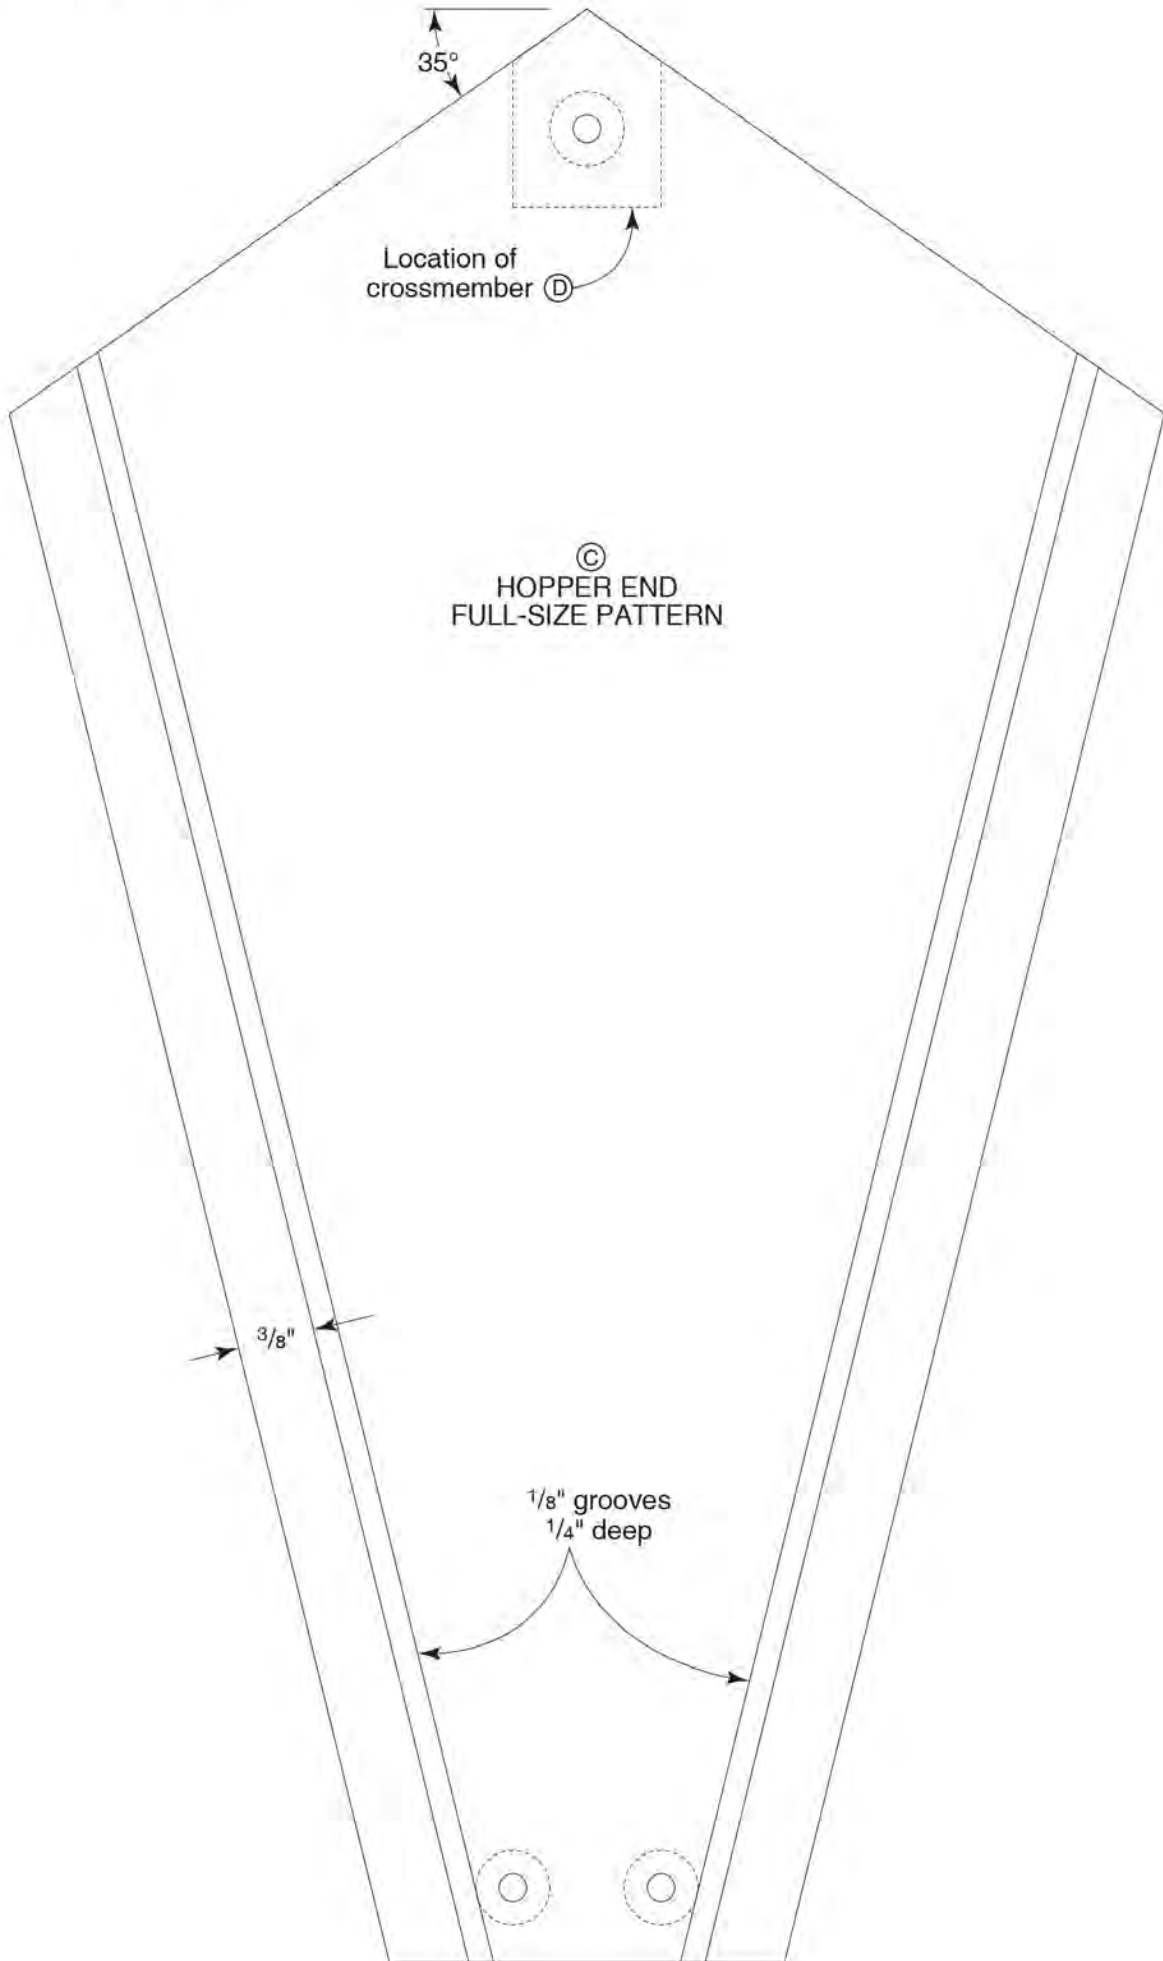 35°
Location of
crossmember Ⓓ
Ⓒ
HOPPER END
FULL-SIZE PATTERN
3/8"
1/8" grooves
1/4" deep